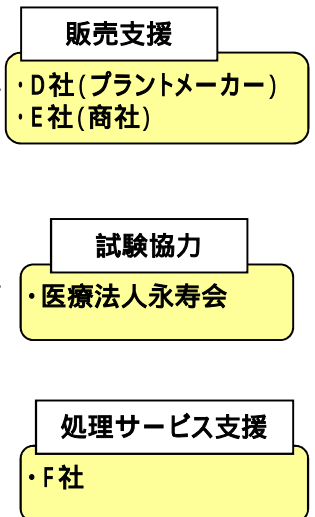 販売支援
・D社(プラントメーカー)
・E社(商社)
試験協力
・医療法人永寿会
処理サービス支援
・F社